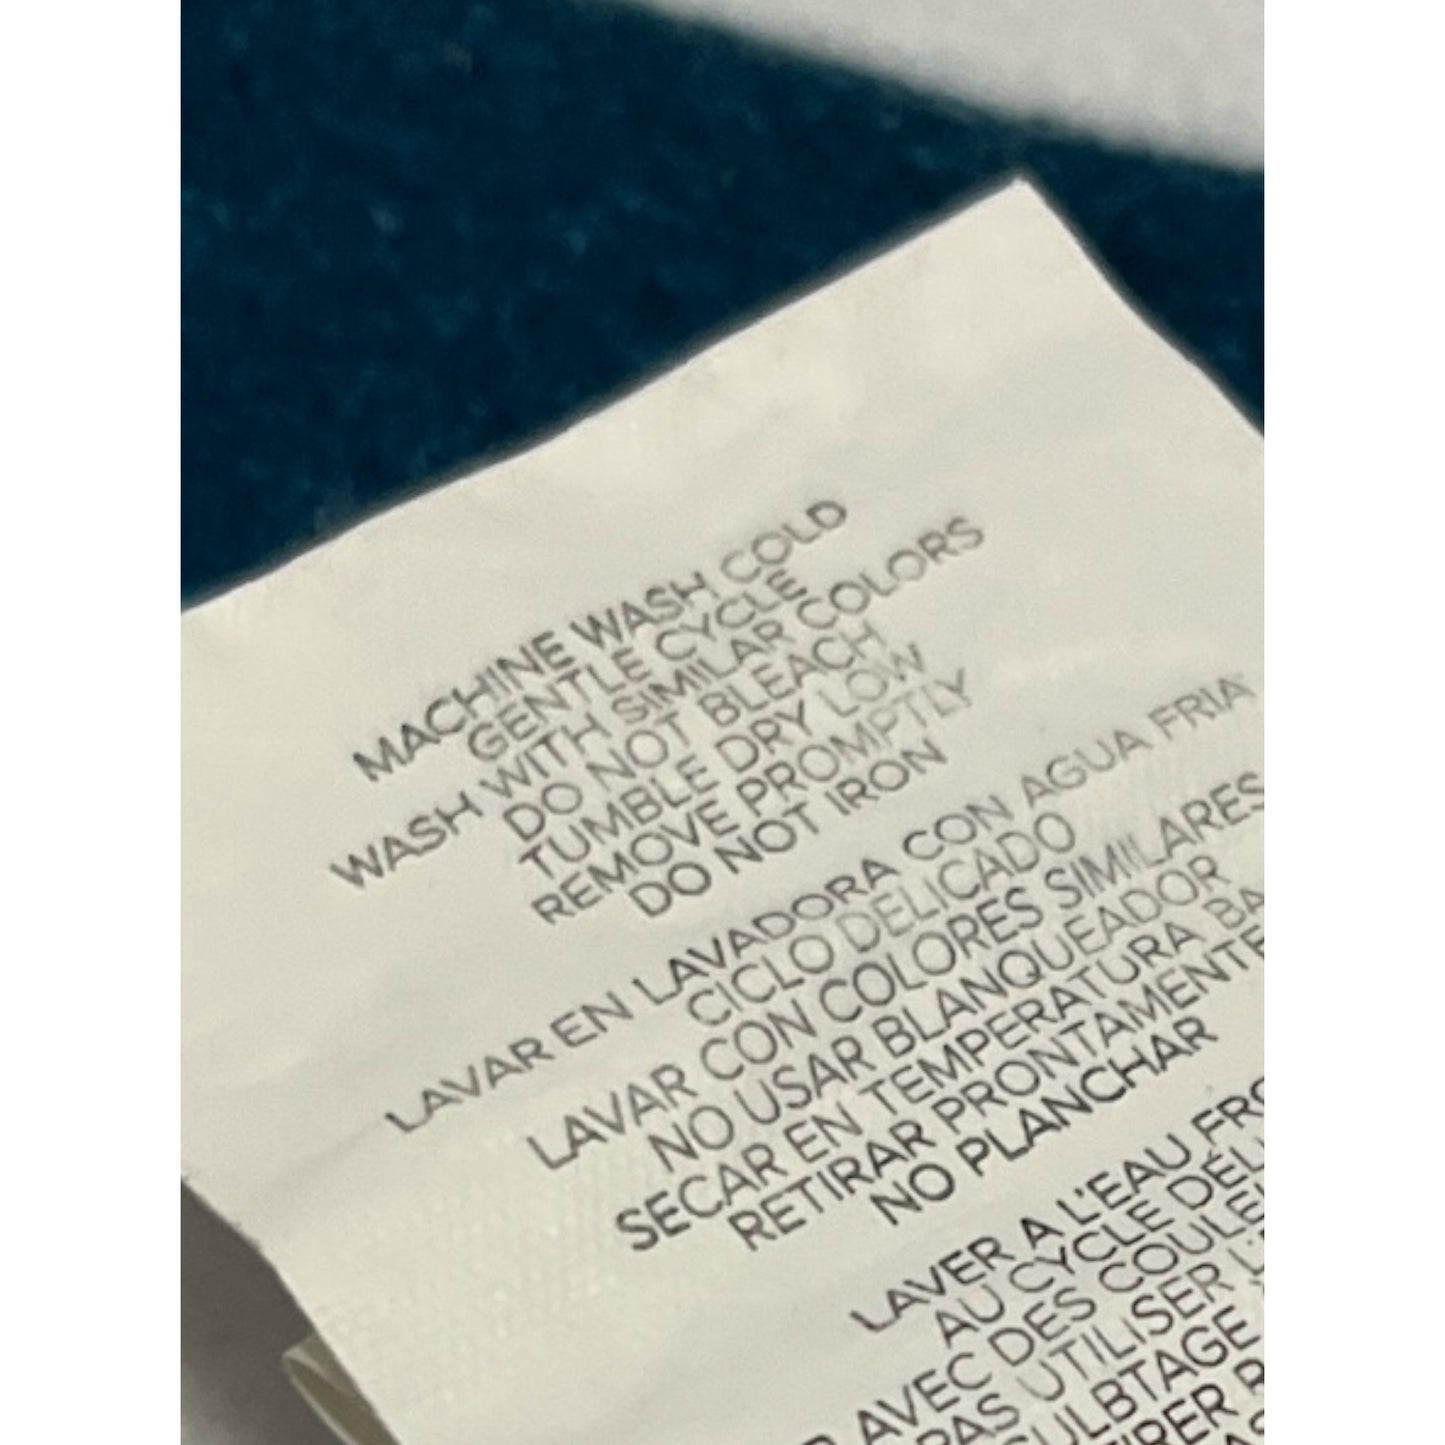 MACHINE WASH COLD
GENTLE CYCLE
WASH WITH SIMILAR COLORS
DO NOT BLEACH
TUMBLE DRY LOW
REMOVE PROMPTLY
DO NOT IRON
LAVAR EN LAVADORA CON AGUA FRIA
CICLO DELICADO
LAVAR CON COLORES SIMILARES
NO USAR BLANQUEADOR
SECAR EN TEMPERATURA
RETIRAR PRONTAMENTE
NO PLANCHAR
LAVER A L'EAU
AU CYCLE
AVEC DES
PAS UTILISER